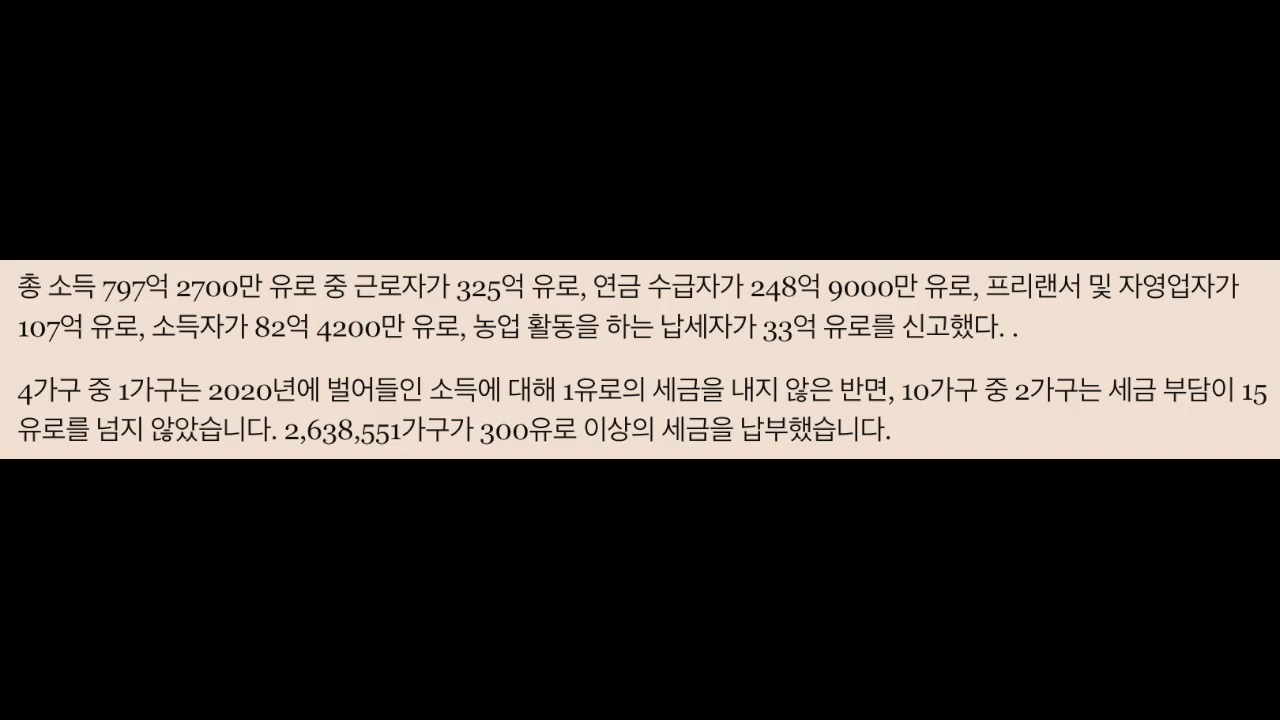 총 소득 797억 2700만 유로 중 근로자가 325억 유로, 연금 수급자가 248억 9000만 유로, 프리랜서 및 자영업자가
107억 유로, 소득자가 82억 4200만 유로, 농업 활동을 하는 납세자가 33억 유로를 신고했다. .
4가구 중 1가구는 2020년에 벌어들인 소득에 대해 1유로의 세금을 내지 않은 반면, 10가구 중 2가구는 세금 부담이 15
유로를 넘지 않았습니다. 2,638,551가구가 300유로 이상의 세금을 납부했습니다.